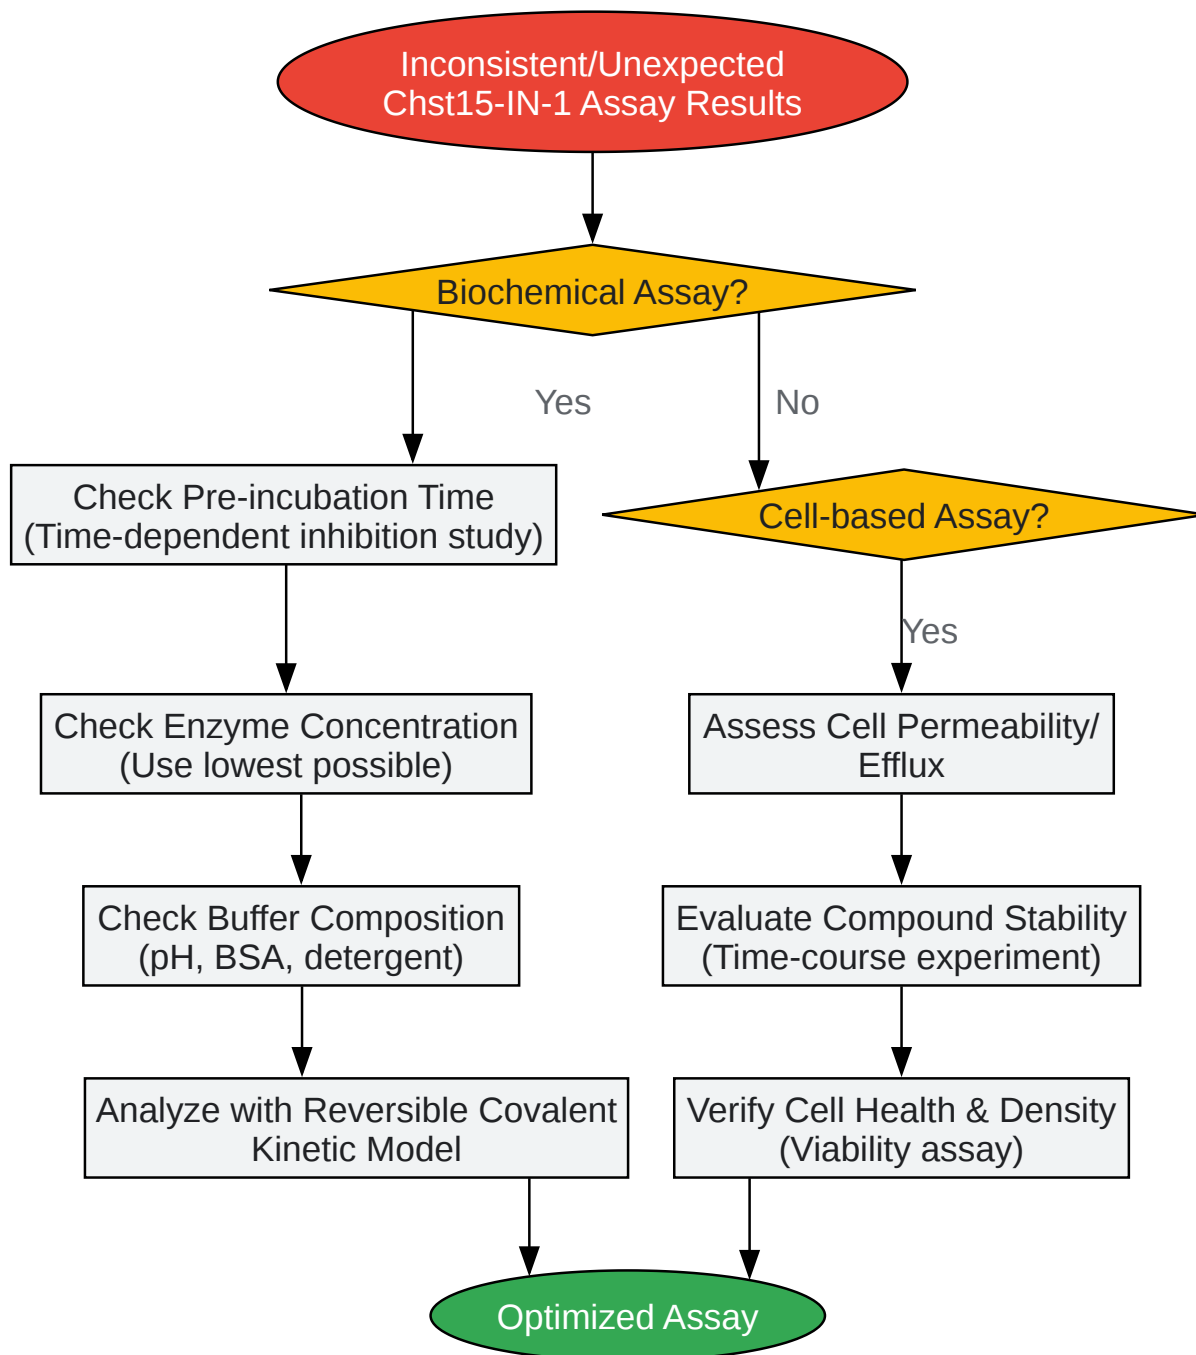 Inconsistent/Unexpected
Chst15-IN-1 Assay Results
Biochemical Assay?
Yes
No
Check Pre-incubation Time
(Time-dependent inhibition study)
Cell-based Assay?
Yes
Check Enzyme Concentration
(Use lowest possible)
Assess Cell Permeability/
Efflux
Check Buffer Composition
(pH, BSA, detergent)
Evaluate Compound Stability
(Time-course experiment)
Analyze with Reversible Covalent
Kinetic Model
Verify Cell Health & Density
(Viability assay)
Optimized Assay